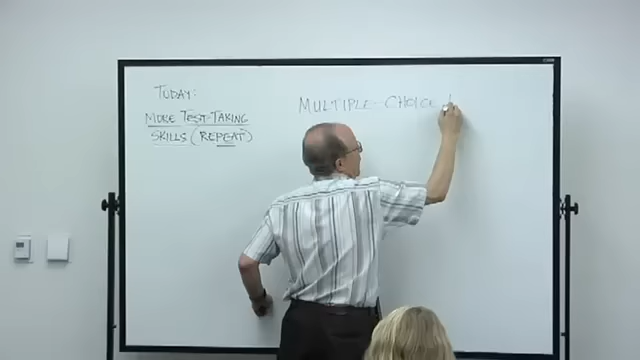 TODAY:
MORE TEST-TAKING
SKILLS (REPEAT)
MULTIPLE-CHOICE